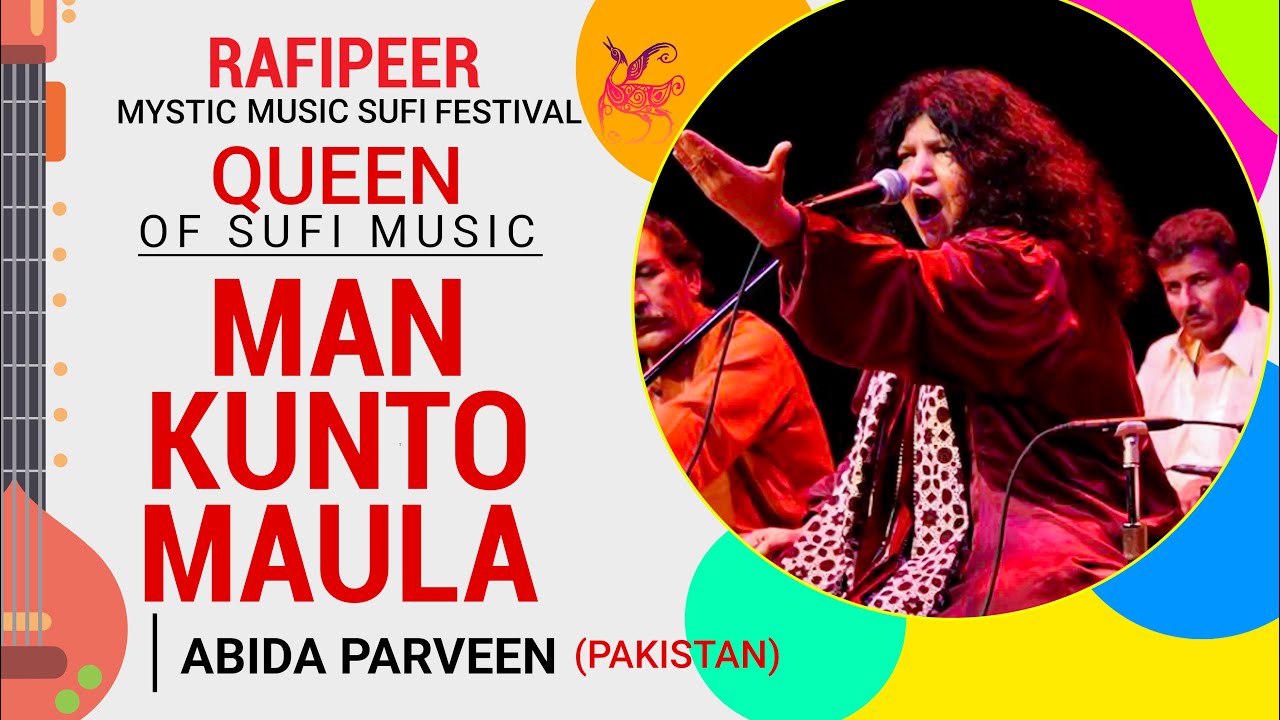 RAFIPEER
MYSTIC MUSIC SUFI FESTIVAL
QUEEN
OF SUFI MUSIC
MAN
KUNTO
MAULA
ABIDA PARVEEN (PAKISTAN)